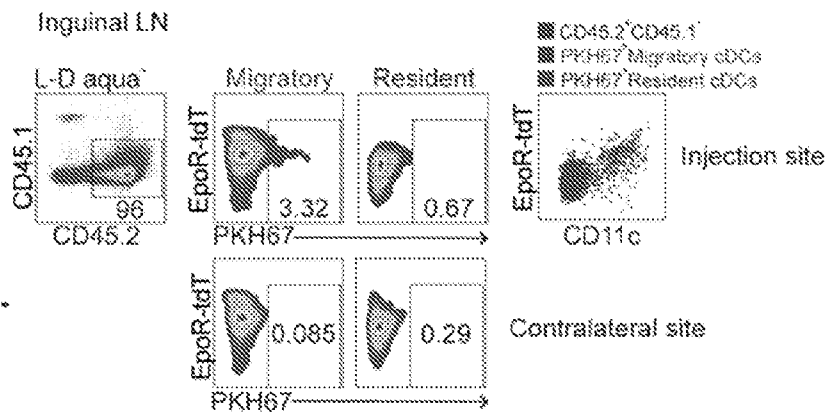 Inguinal LN
CD45.2⁺CD45.1⁻
PKH67⁺Migratory cDCs
PKH67⁺Resident cDCs
L-D aqua⁻
Migratory
Resident
CD45.1
96
CD45.2
EpoR-tdT
3.32
EpoR-tdT
0.67
PKH67
EpoR-tdT
CD11c
Injection site
EpoR-tdT
0.085
0.29
PKH67
Contralateral site